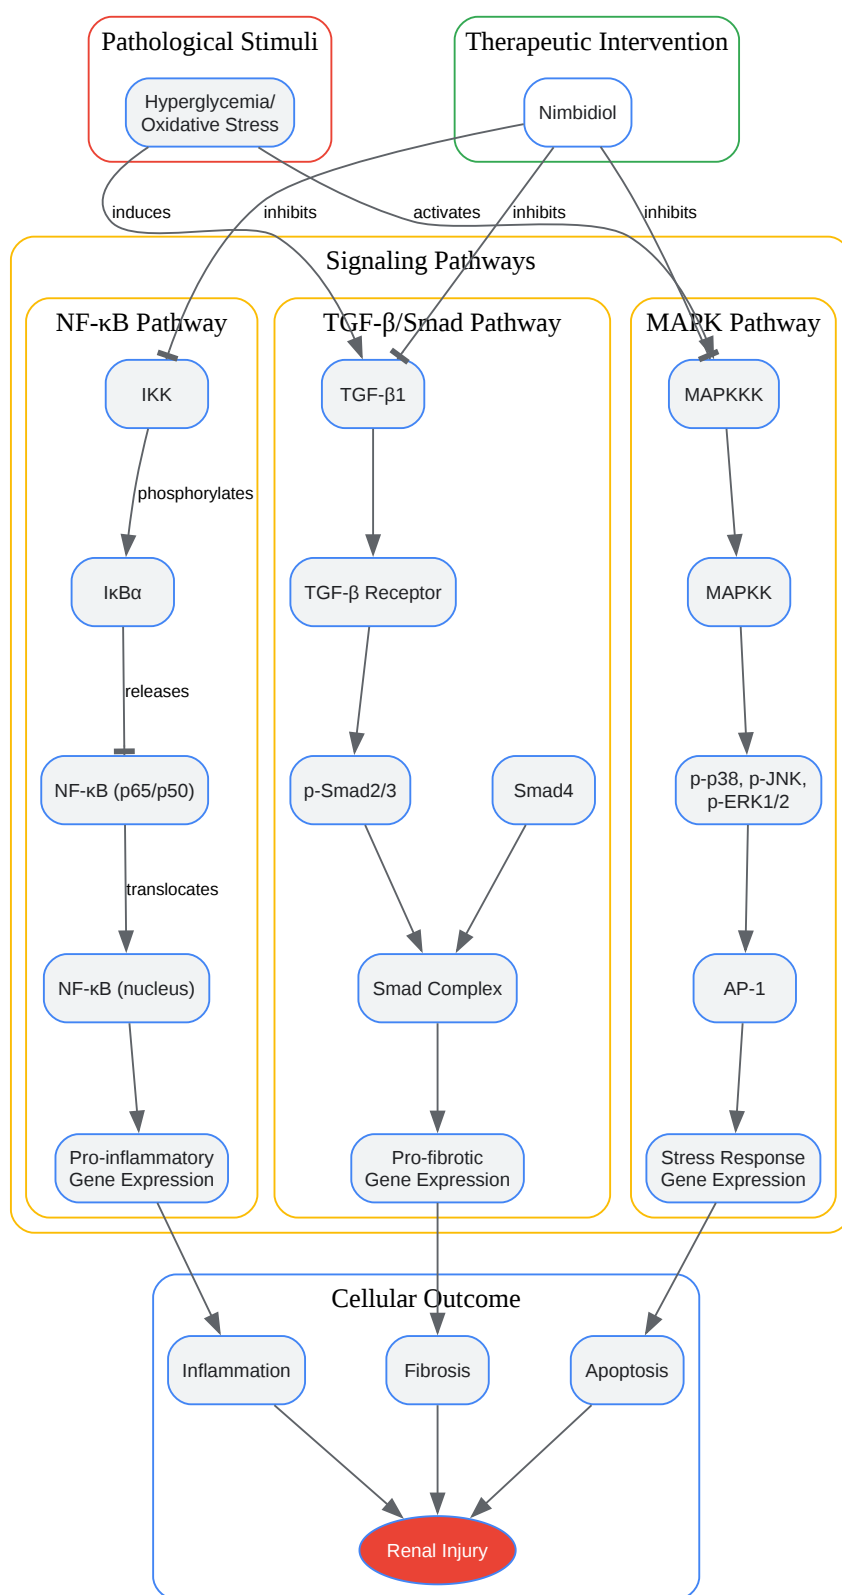 Pathological Stimuli
Therapeutic Intervention
Hyperglycemia/
Oxidative Stress
Nimbidiol
induces
inhibits
activates
inhibits
inhibits
Signaling Pathways
NF-κB Pathway
TGF-β/Smad Pathway
MAPK Pathway
IKK
TGF-β1
MAPKKK
phosphorylates
IκBα
TGF-β Receptor
MAPKK
releases
NF-κB (p65/p50)
p-Smad2/3
Smad4
p-p38, p-JNK,
p-ERK1/2
translocates
NF-κB (nucleus)
Smad Complex
AP-1
Pro-inflammatory
Gene Expression
Pro-fibrotic
Gene Expression
Stress Response
Gene Expression
Cellular Outcome
Inflammation
Fibrosis
Apoptosis
Renal Injury